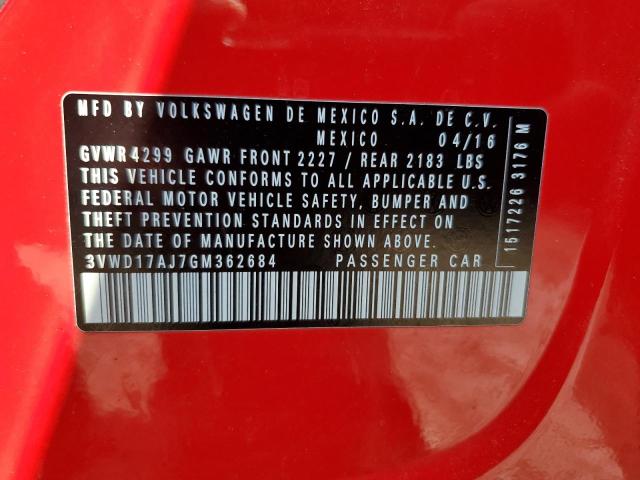 MFD BY VOLKSWAGEN DE MEXICO S.A. DE C.V.
MEXICO 04/16
GVWR4299 GAWR FRONT 2227 / REAR 2183 LBS
THIS VEHICLE CONFORMS TO ALL APPLICABLE U.S.
FEDERAL MOTOR VEHICLE SAFETY, BUMPER AND
THEFT PREVENTION STANDARDS IN EFFECT ON
THE DATE OF MANUFACTURE SHOWN ABOVE.
3VWD17AJ7GM362684 PASSENGER CAR
1517226 3176 M